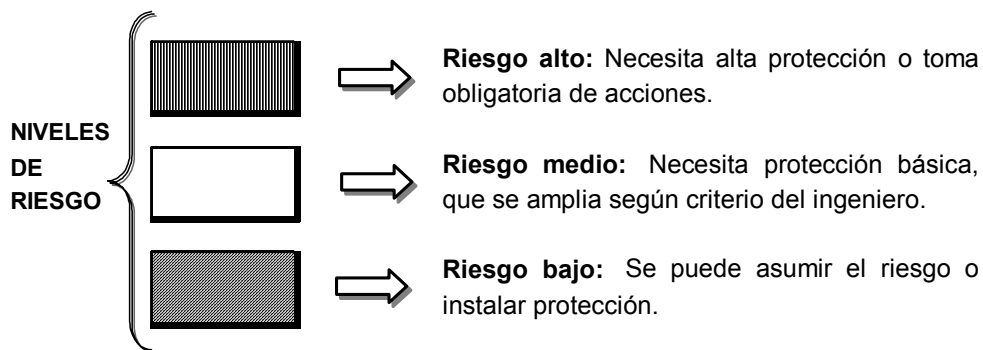 NIVELES
DE
RIESGO
Riesgo alto: Necesita alta protección o toma
obligatoria de acciones.
Riesgo medio: Necesita protección básica,
que se amplia según criterio del ingeniero.
Riesgo bajo: Se puede asumir el riesgo o
instalar protección.